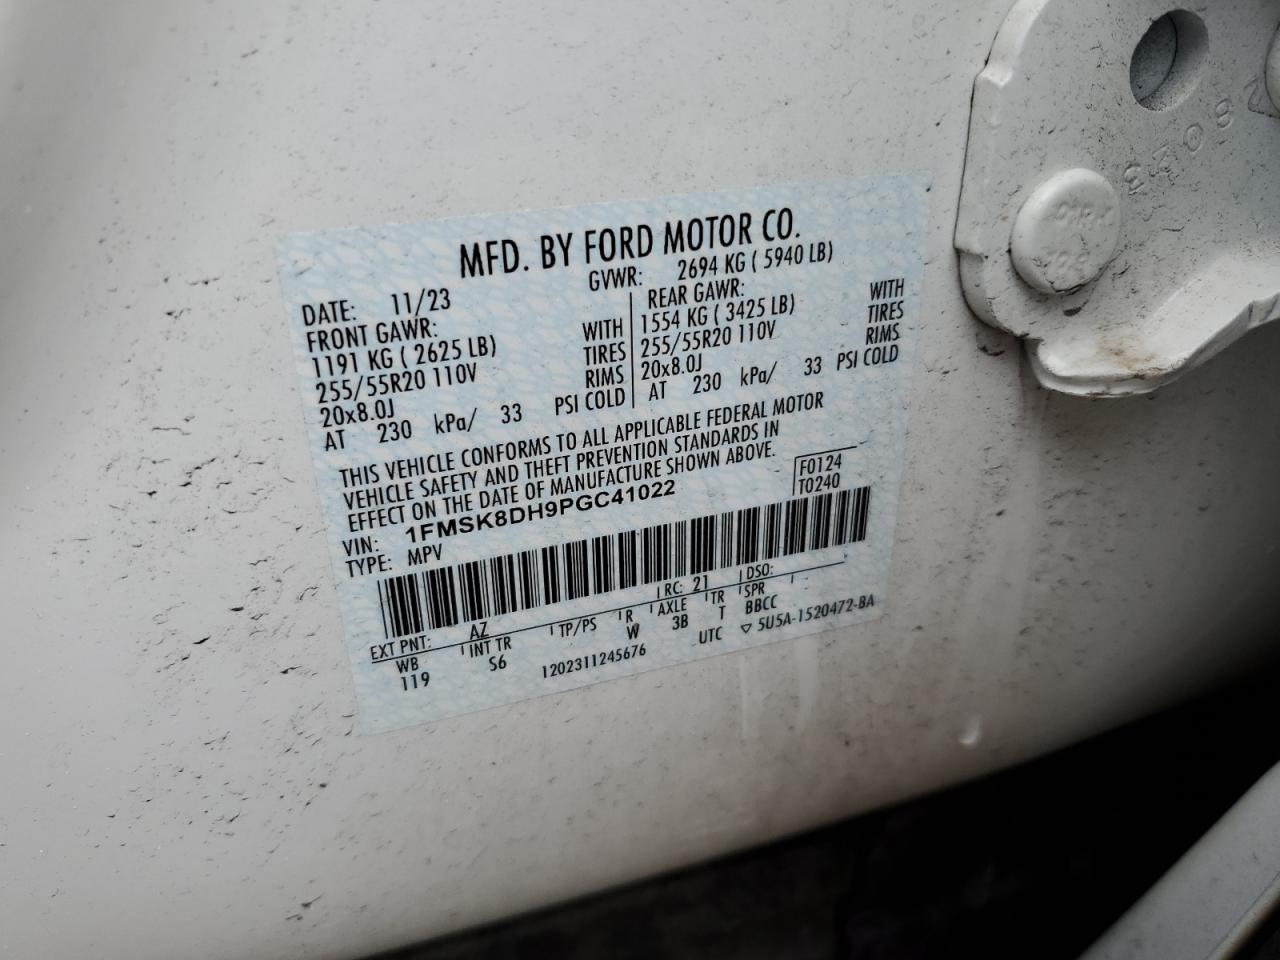 MFD. BY FORD MOTOR CO.
DATE: 11/23 GVWR: 2694 KG ( 5940 LB)
FRONT GAWR: REAR GAWR:
1191 KG ( 2625 LB) WITH 1554 KG ( 3425 LB) WITH
255/55R20 110V TIRES 255/55R20 110V TIRES
20x8.0J RIMS 20x8.0J RIMS
AT 230 kPa/ 33 PSI COLD AT 230 kPa/ 33 PSI COLD
THIS VEHICLE CONFORMS TO ALL APPLICABLE FEDERAL MOTOR
VEHICLE SAFETY AND THEFT PREVENTION STANDARDS IN
EFFECT ON THE DATE OF MANUFACTURE SHOWN ABOVE.
F0124
VIN: 1FMSK8DH9PGC41022 T0240
TYPE: MPV
EXT PNT: AZ RC: 21 DSO:
WB INT TR TP/PS R AXLE TR SPR
119 S6 W 3B T BBCC
1202311245676 UTC ▽ 5U5A-1520472-BA